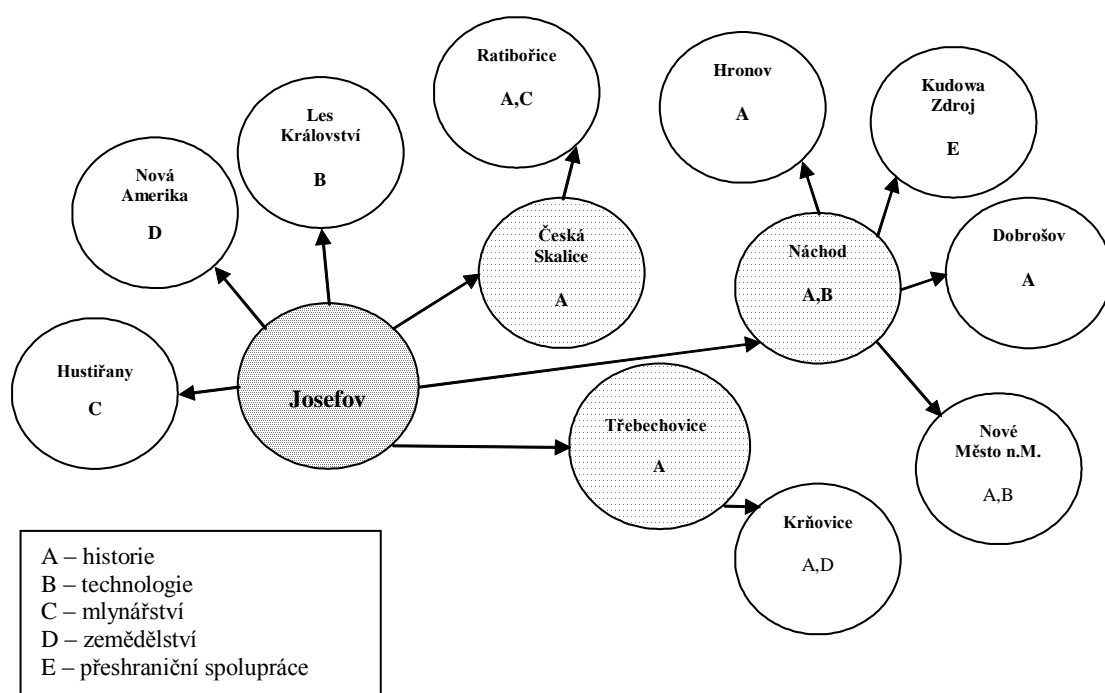 Ratibořice
A,C
Hronov
A
Kudowa
Zdroj
E
Les
Království
B
Nová
Amerika
D
Česká
Skalice
A
Náchod
A,B
Dobrošov
A
Hustiřany
C
Josefov
Třebechovice
A
Nové
Město n.M.
A,B
Krňovice
A,D
A – historie
B – technologie
C – mlynářství
D – zemědělství
E – přeshraniční spolupráce